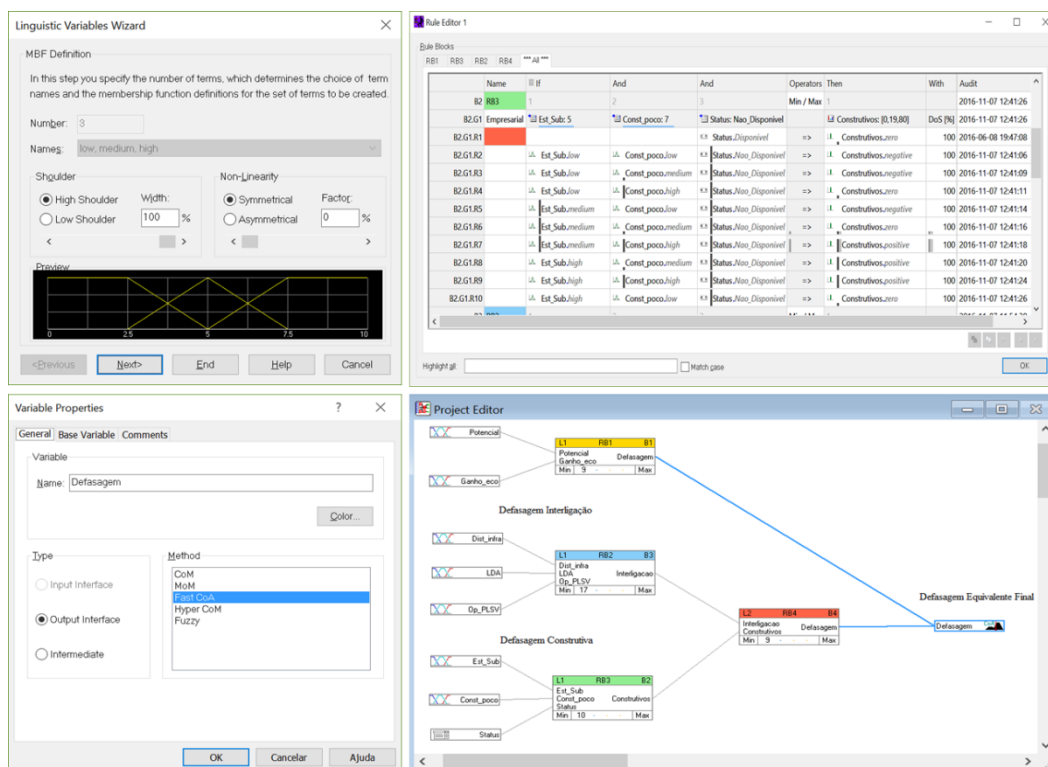 Linguistic Variables Wizard
MBF Definition
In this step you specify the number of terms, which determines the choice of term
names and the membership function definitions for the set of terms to be created.
Number: 3
Names: low, medium, high
Shoulder
High Shoulder
Low Shoulder
Width:
100 %
Non-Linearity
Symmetrical
Asymmetrical
Factor:
0 %
Preview
0 2.5 5 7.5 10
<Previous Next> End Help Cancel
Rule Editor 1
Rule Blocks
RB1 RB3 RB2 RB4 *** All ***
Name If And And Operators Then With Audit
B2 RB3 1 2 3 Min / Max 1 2016-11-07 12:41:26
B2.G1 Empresarial Est_Sub: 5 Const_poco: 7 Status: Nao_Disponivel => Construtivos: [0,19,80] DoS [%] 2016-11-07 12:41:26
B2.G1.R1 Status.Disponivel => Construtivos.zero 100 2016-06-08 19:47:08
B2.G1.R2 Est_Sub.low Const_poco.low Status.Nao_Disponivel => Construtivos.negative 100 2016-11-07 12:41:06
B2.G1.R3 Est_Sub.low Const_poco.medium Status.Nao_Disponivel => Construtivos.negative 100 2016-11-07 12:41:09
B2.G1.R4 Est_Sub.low Const_poco.high Status.Nao_Disponivel => Construtivos.zero 100 2016-11-07 12:41:11
B2.G1.R5 Est_Sub.medium Const_poco.low Status.Nao_Disponivel => Construtivos.negative 100 2016-11-07 12:41:14
B2.G1.R6 Est_Sub.medium Const_poco.medium Status.Nao_Disponivel => Construtivos.zero 100 2016-11-07 12:41:16
B2.G1.R7 Est_Sub.medium Const_poco.high Status.Nao_Disponivel => Construtivos.positive 100 2016-11-07 12:41:18
B2.G1.R8 Est_Sub.high Const_poco.medium Status.Nao_Disponivel => Construtivos.positive 100 2016-11-07 12:41:20
B2.G1.R9 Est_Sub.high Const_poco.high Status.Nao_Disponivel => Construtivos.positive 100 2016-11-07 12:41:24
B2.G1.R10 Est_Sub.high Const_poco.low Status.Nao_Disponivel => Construtivos.zero 100 2016-11-07 12:41:26
Highlight all: Match case OK
Variable Properties ?
General Base Variable Comments
Variable
Name: Defasagem
Color...
Type
Input Interface
Output Interface
Intermediate
Method
CoM
MoM
Fast CoA
Hyper CoM
Fuzzy
OK Cancelar Ajuda
Project Editor
Potencial
Ganho_eco
L1 RB1 B1
Potencial
Ganho_eco Defasagem
Min 9 Max
Defasagem Interligação
Dist_infra
LDA
Op_PLSV
L1 RB2 B3
Dist_infra
LDA Interligacao
Op_PLSV
Min 17 Max
Defasagem Construtiva
Est_Sub
Const_poco
Status
L1 RB3 B2
Est_Sub
Const_poco Construtivos
Status
Min 10 Max
L2 RB4 B4
Interligacao Defasagem
Construtivos
Min 9 Max
Defasagem Equivalente Final
Defasagem